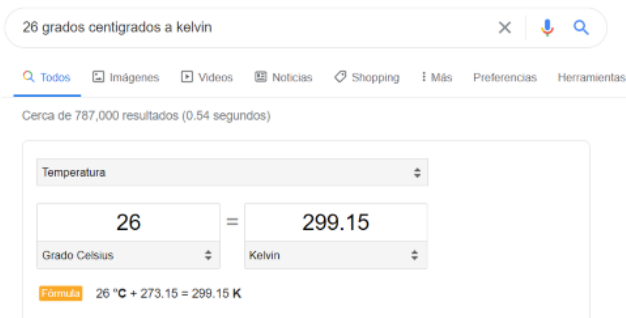 26 grados centigrados a kelvin
Todos Imágenes Videos Noticias Shopping Más Preferencias Herramientas
Cerca de 787,000 resultados (0.54 segundos)
Temperatura
26 = 299.15
Grado Celsius Kelvin
Fórmula 26 °C + 273.15 = 299.15 K